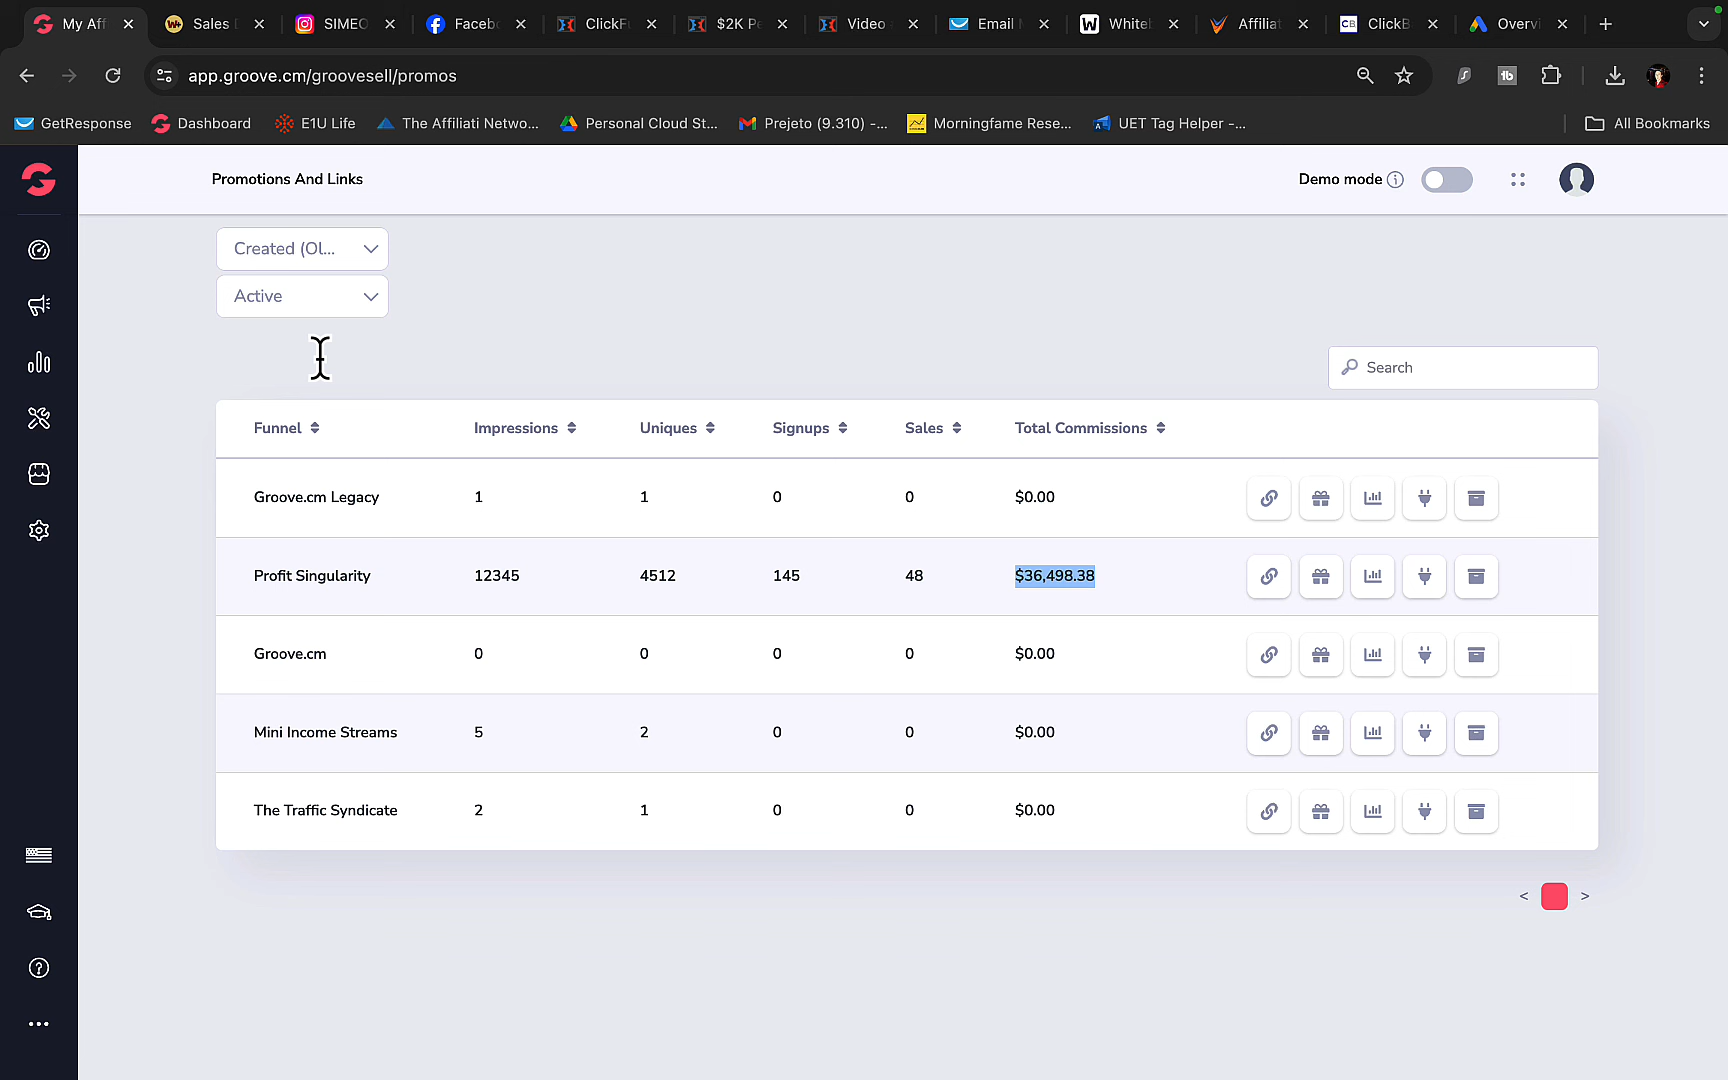 My Aff
Sales
SIMEO
Faceb
ClickF
$2K P
Video
Email
White
Affiliat
CB
ClickB
Overvi
app.groove.cm/groovesell/promos
GetResponse
Dashboard
E1U Life
The Affiliati Netwo...
Personal Cloud St...
Prejeto (9.310) -...
Morningfame Rese...
UET Tag Helper -...
All Bookmarks
Promotions And Links
Demo mode
Created (Ol...
Active
Search
Funnel Impressions Uniques Signups Sales Total Commissions
Groove.cm Legacy 1 1 0 0 $0.00
Profit Singularity 12345 4512 145 48 $36,498.38
Groove.cm 0 0 0 0 $0.00
Mini Income Streams 5 2 0 0 $0.00
The Traffic Syndicate 2 1 0 0 $0.00
< >